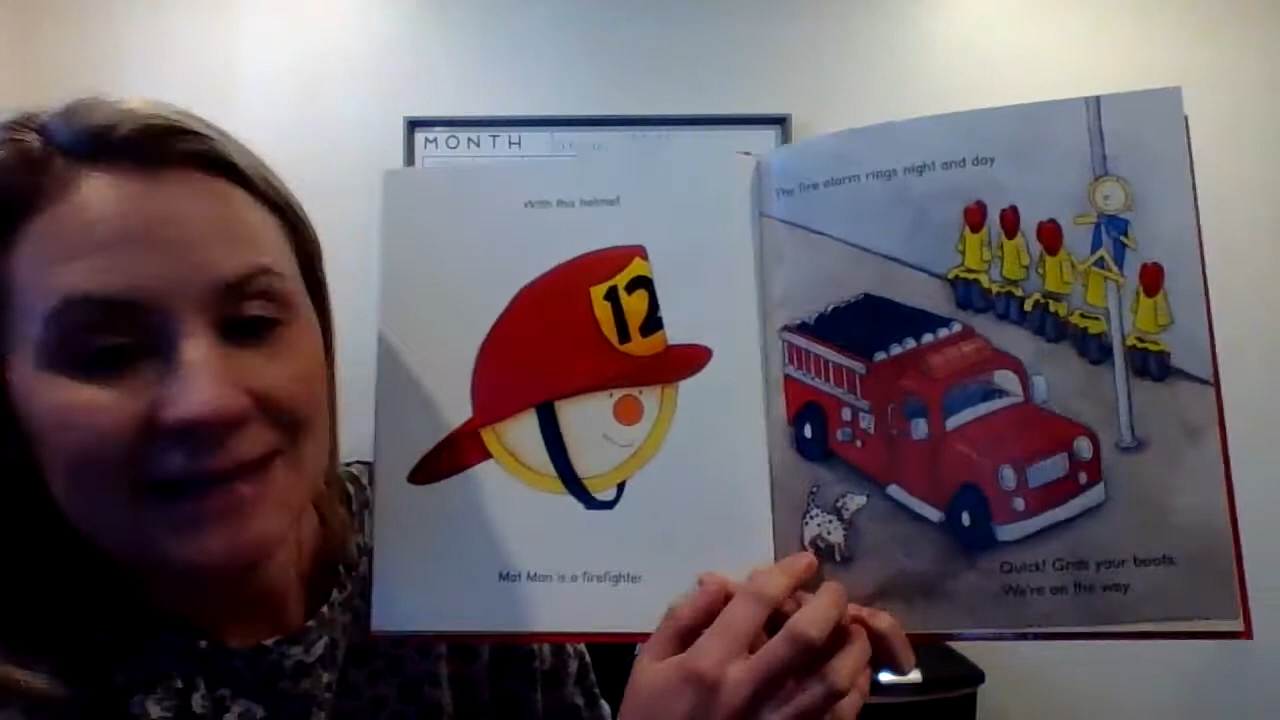 MONTH
With this helmet
12
Mat Man is a firefighter.
The fire alarm rings night and day
Quick! Grab your boots.
We're on the way.